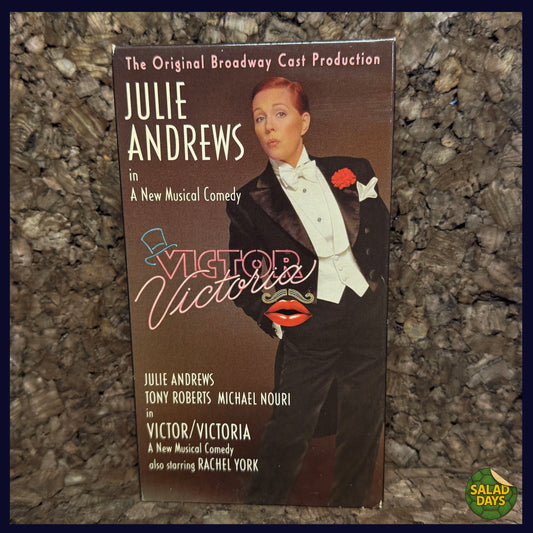 The Original Broadway Cast Production
JULIE
ANDREWS
in
A New Musical Comedy
VICTOR
Victoria
JULIE ANDREWS
TONY ROBERTS MICHAEL NOURI
in
VICTOR/VICTORIA
A New Musical Comedy
also starring RACHEL YORK
SALAD
DAYS